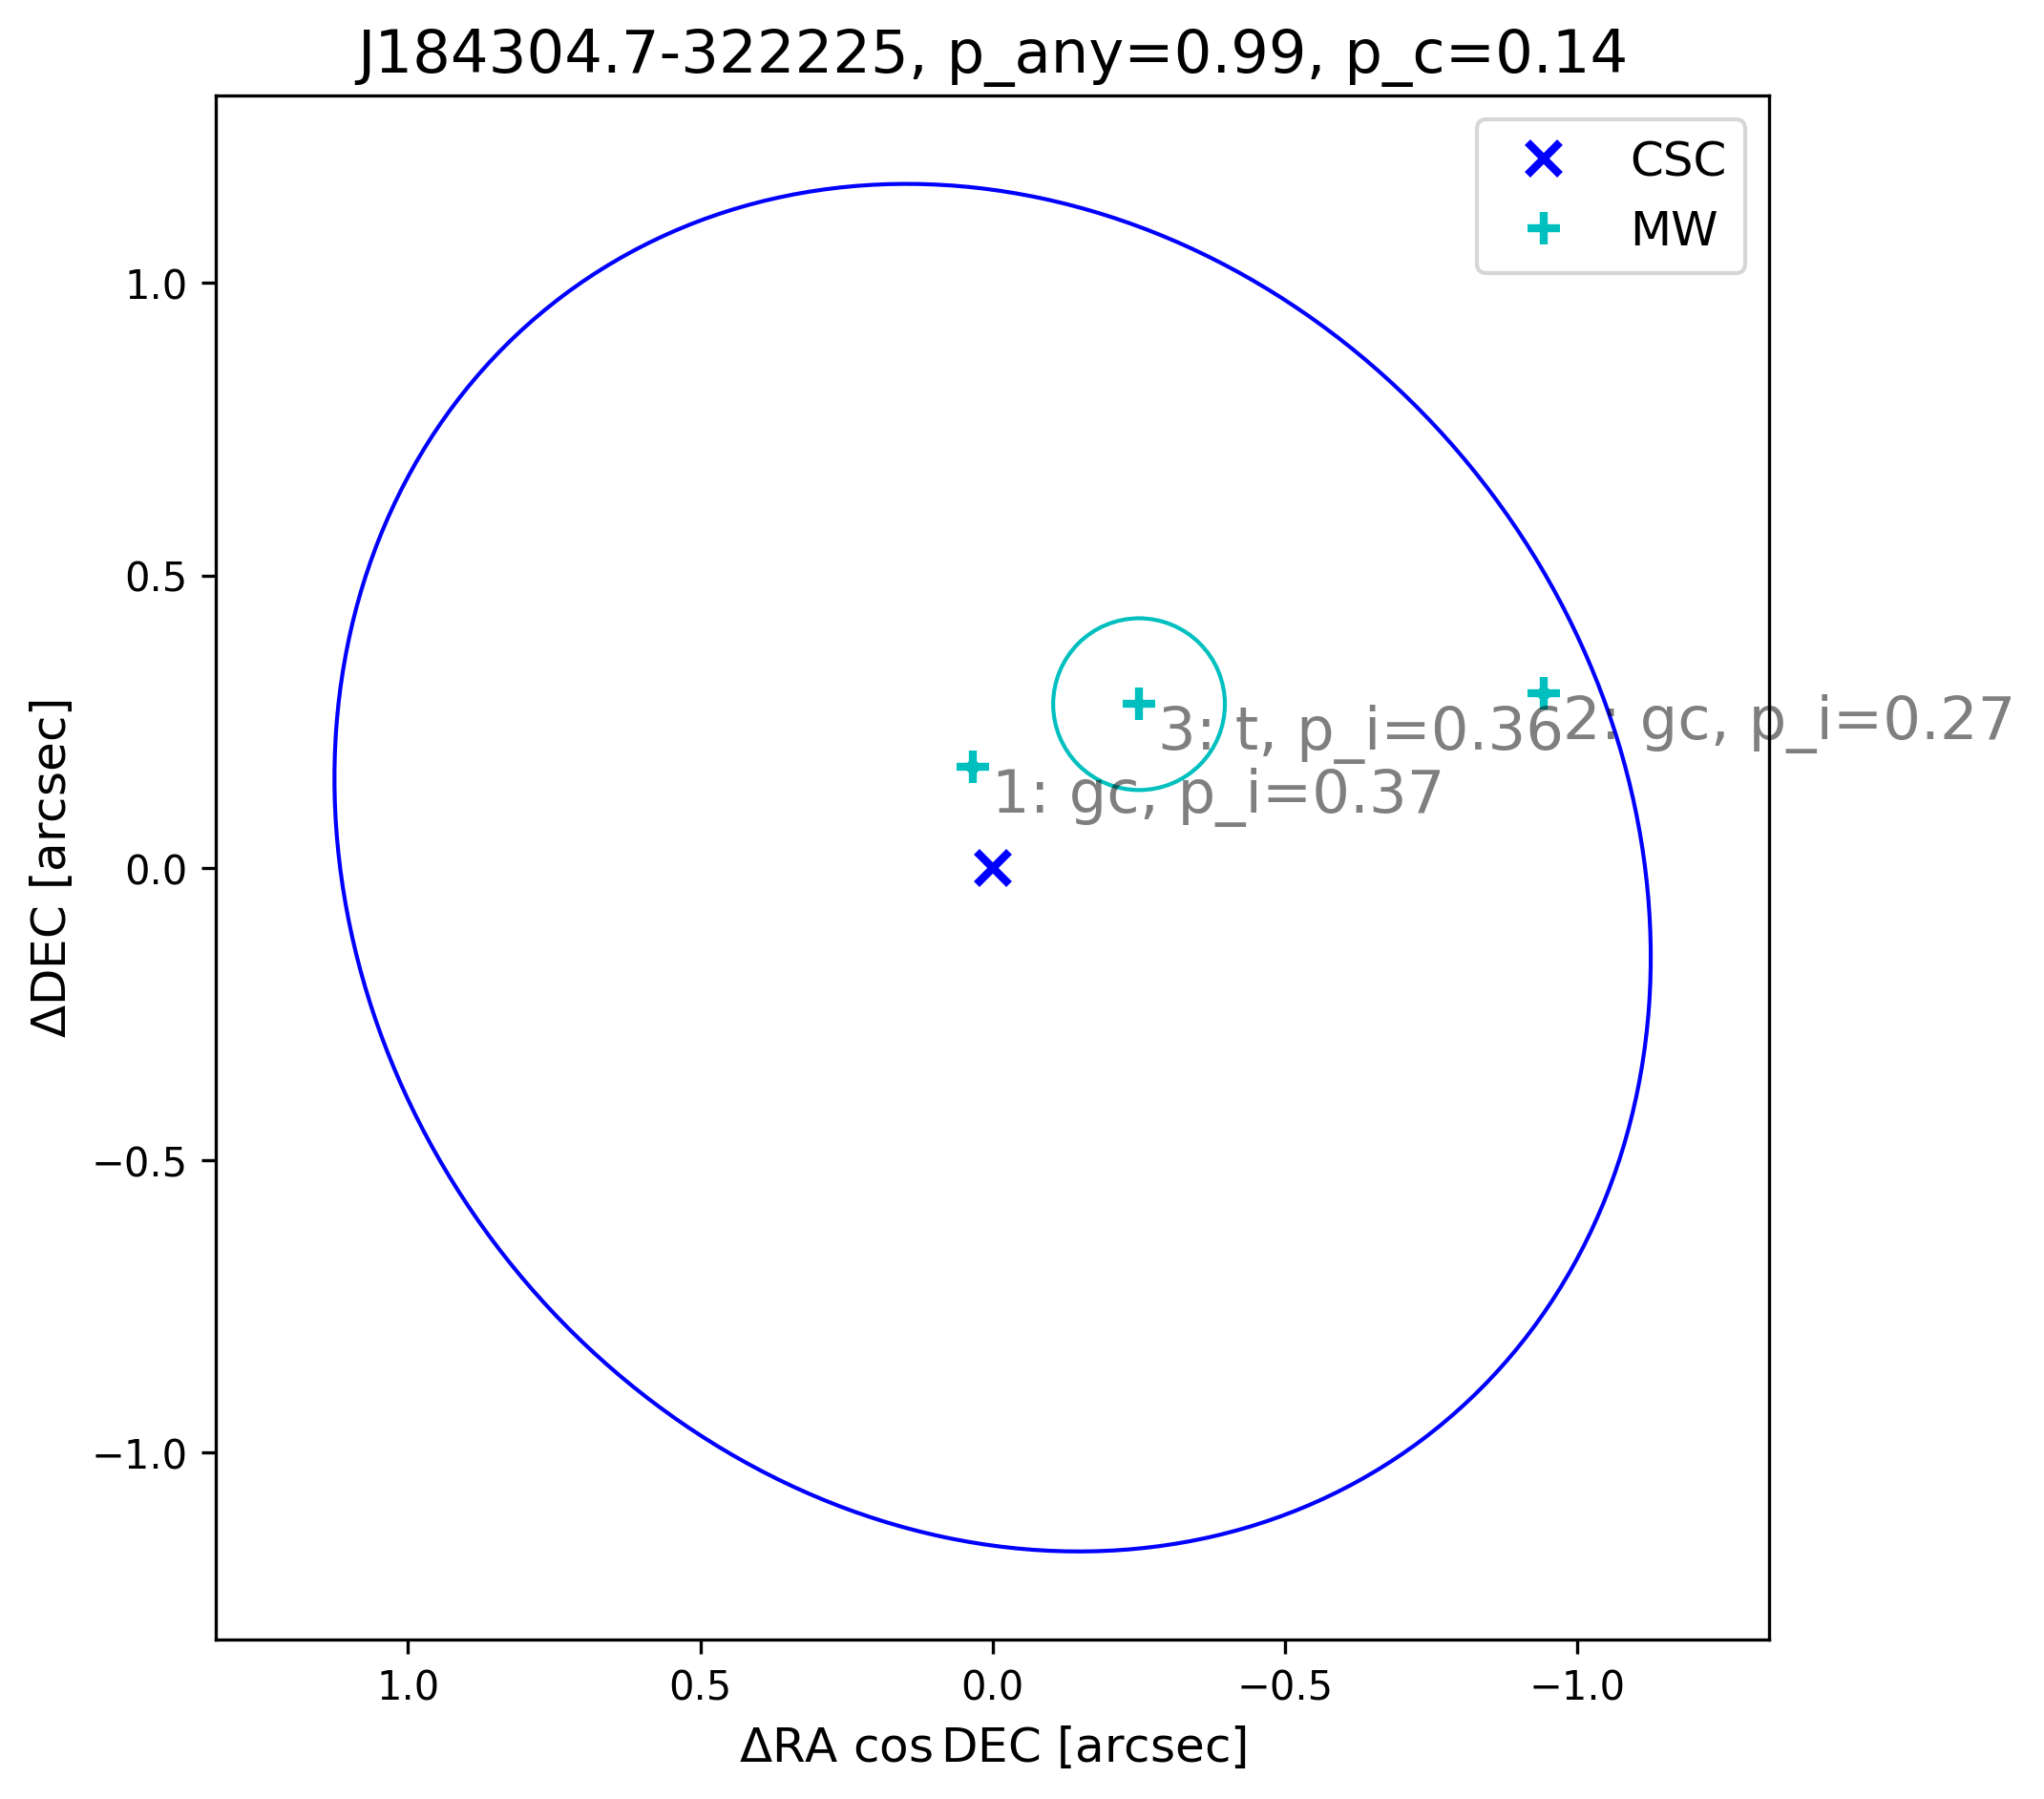 J184304.7-322225, p_any=0.99, p_c=0.14
CSC
MW
1.0
0.5
0.0
−0.5
−1.0
ΔDEC [arcsec]
2: gc, p_i=0.27
3: t, p_i=0.36
1: gc, p_i=0.37
1.0
0.5
0.0
−0.5
−1.0
ΔRA cos DEC [arcsec]